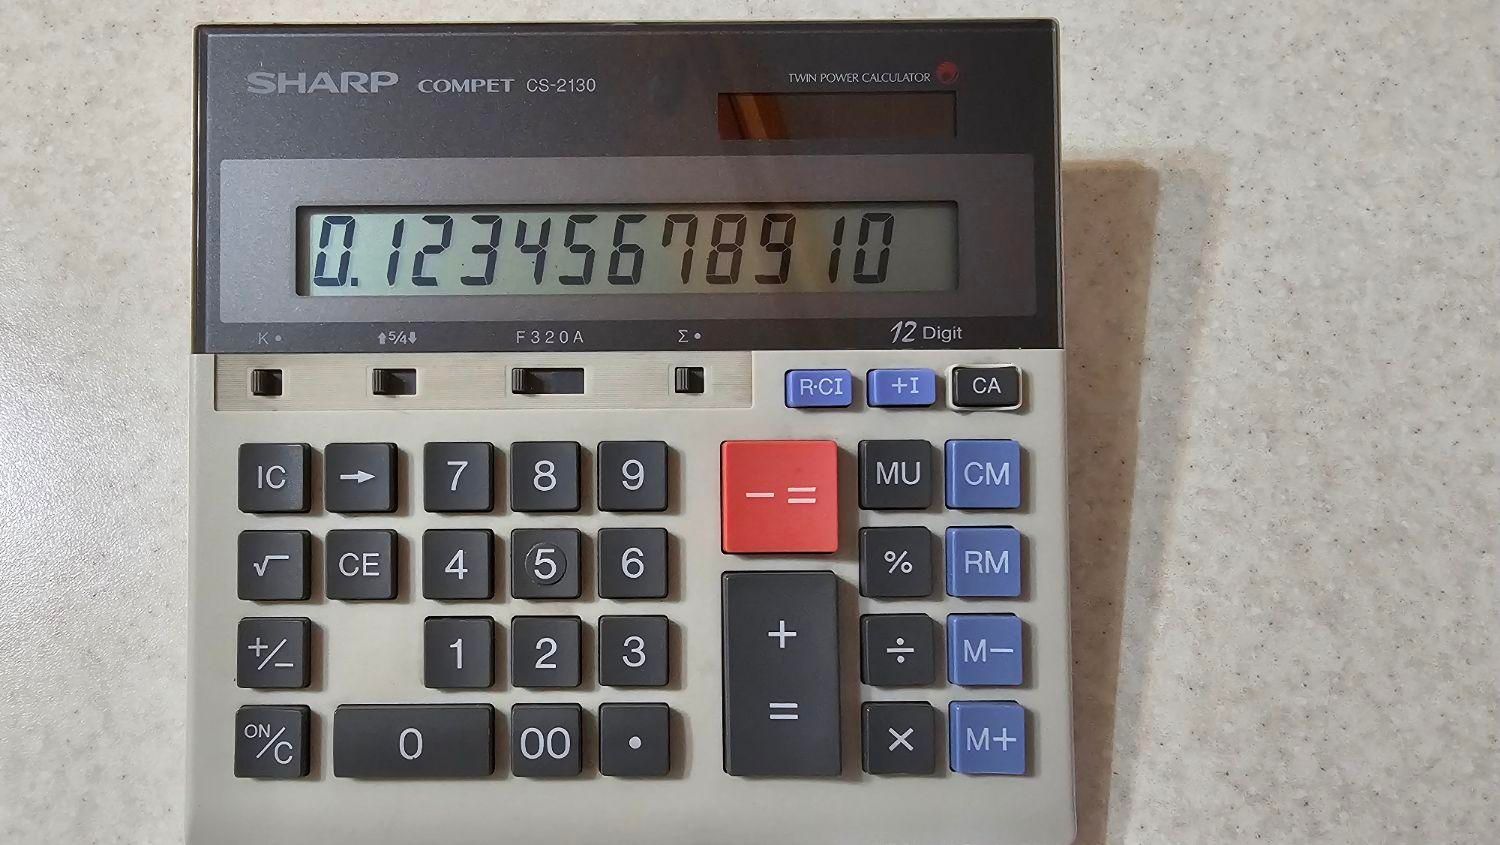 SHARP COMPET CS-2130
TWIN POWER CALCULATOR
0.12345678910
K • ⬆5/4⬇ F 3 2 0 A Σ • 12 Digit
R·CI +I CA
IC → 7 8 9 – = MU CM
√ CE 4 5 6 % RM
+/– 1 2 3 + = ÷ M–
ON/C 0 00 • × M+